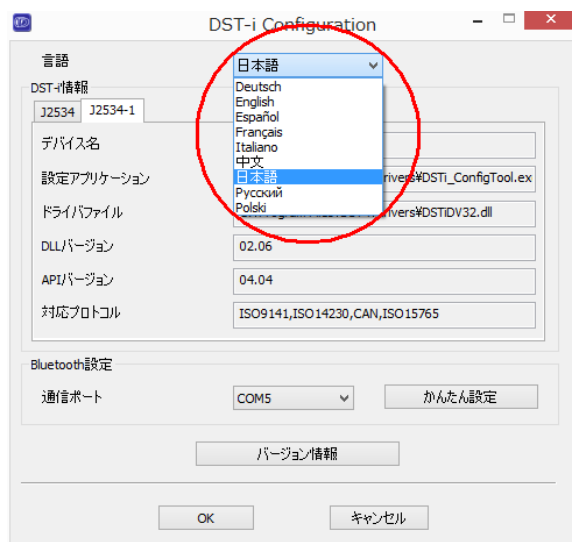 DST-i Configuration
言語
日本語
Deutsch
English
Español
Français
Italiano
中文
日本語
Русский
Polski
DST-i情報
J2534
J2534-1
デバイス名
設定アプリケーション
rivers¥DSTi_ConfigTool.ex
ドライバファイル
rivers¥DSTiDV32.dll
DLLバージョン
02.06
APIバージョン
04.04
対応プロトコル
ISO9141,ISO14230,CAN,ISO15765
Bluetooth設定
通信ポート
COM5
かんたん設定
バージョン情報
OK
キャンセル